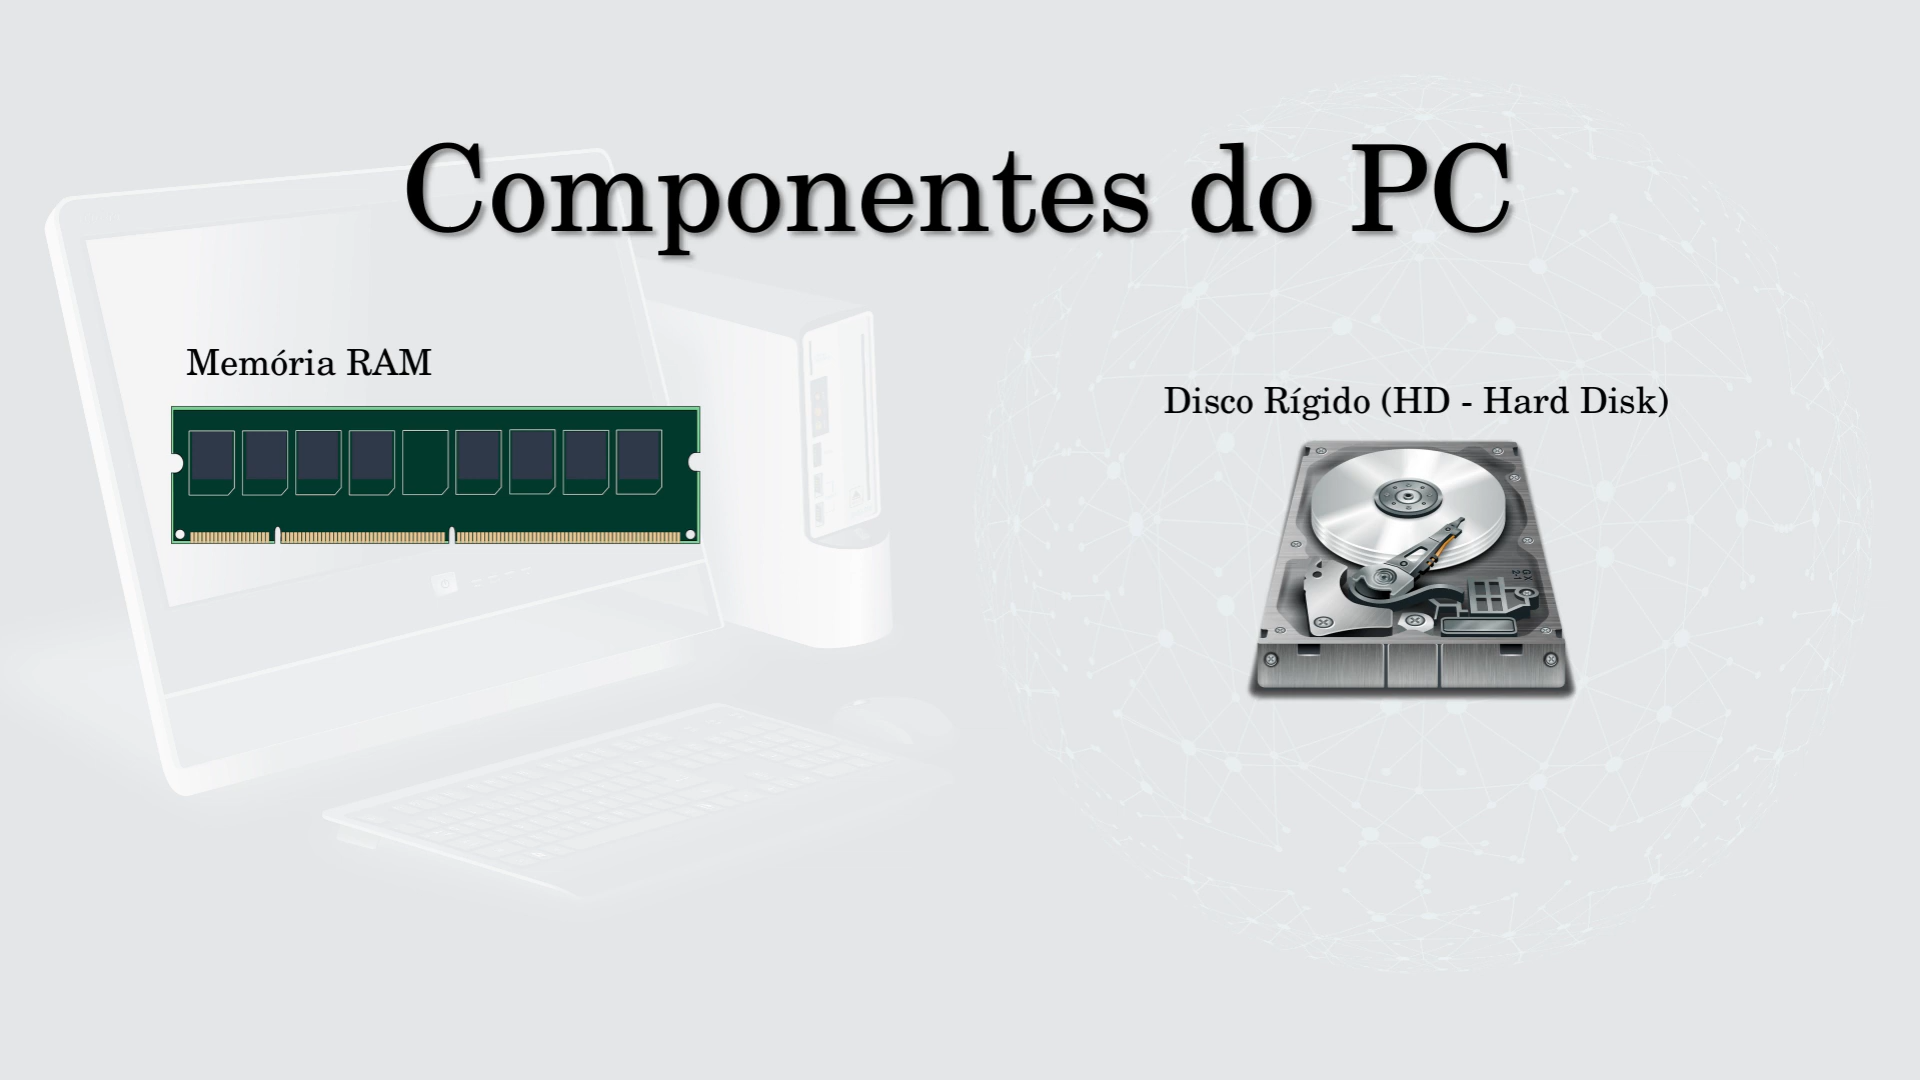 Componentes do PC
Memória RAM
Disco Rígido (HD - Hard Disk)